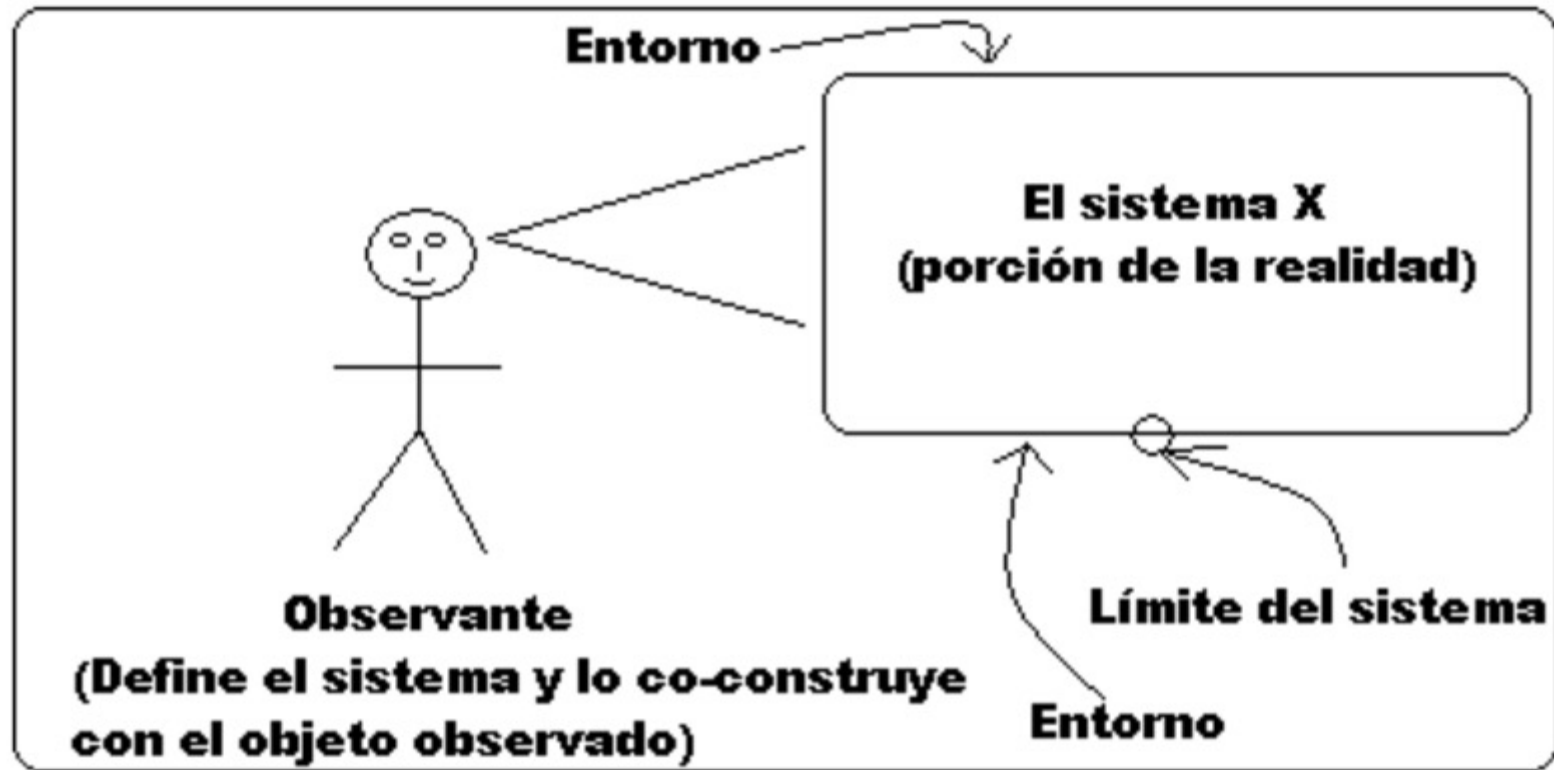 Entorno
El sistema X
(porción de la realidad)
Límite del sistema
Observante
(Define el sistema y lo co-construye
con el objeto observado)
Entorno